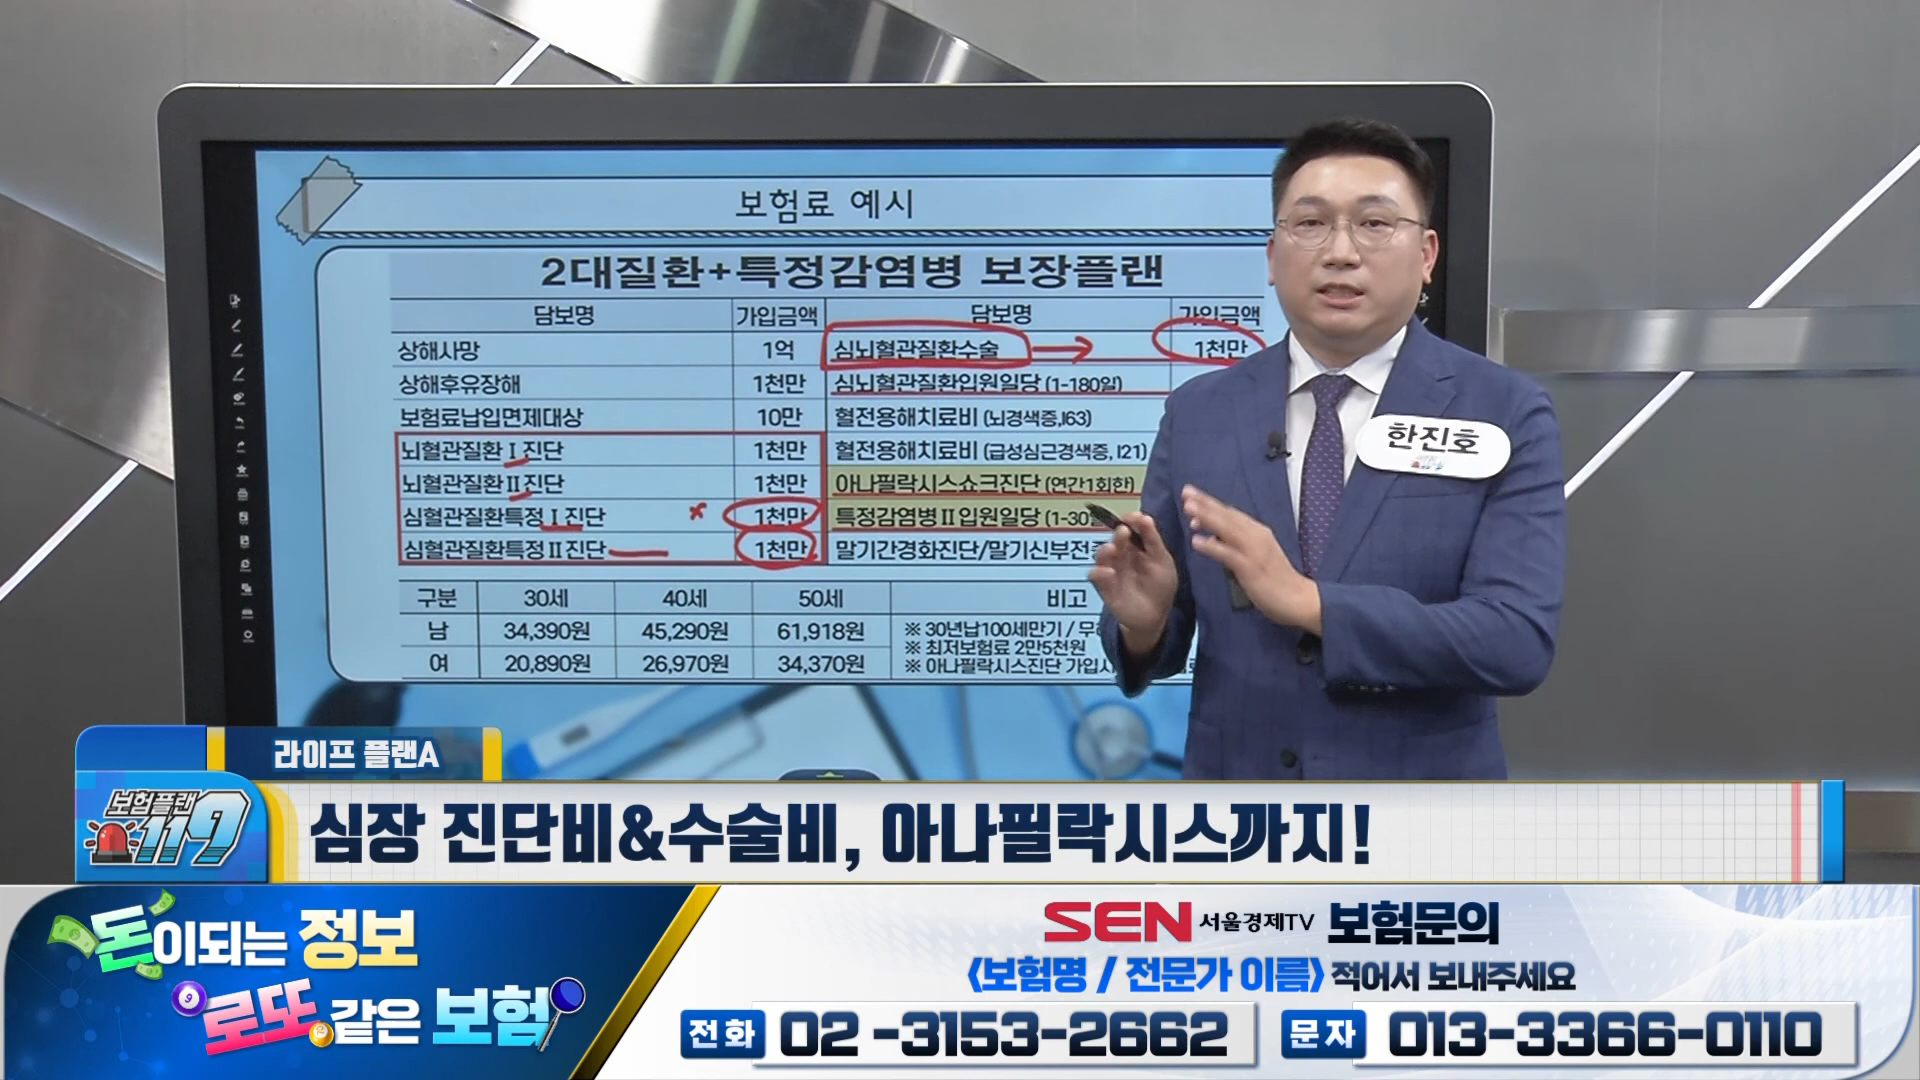 보험료 예시
2대질환+특정감염병 보장플랜
담보명 가입금액 담보명 가입금액
상해사망 1억 심뇌혈관질환수술 1천만
상해후유장해 1천만 심뇌혈관질환입원일당 (1-180일)
보험료납입면제대상 10만 혈전용해치료비 (뇌경색증,I63)
뇌혈관질환Ⅰ진단 1천만 혈전용해치료비 (급성심근경색증, I21)
뇌혈관질환Ⅱ진단 1천만 아나필락시스쇼크진단 (연간1회한)
심혈관질환특정Ⅰ진단 1천만 특정감염병Ⅱ입원일당 (1-30
심혈관질환특정Ⅱ진단 1천만 말기간경화진단/말기신부전
구분 30세 40세 50세 비고
남 34,390원 45,290원 61,918원 ※ 30년납100세만기 /
※ 최저보험료 2만5천원
여 20,890원 26,970원 34,370원 ※ 아나필락시스진단
한진호
라이프 플랜A
보험플랜 119
심장 진단비&수술비, 아나필락시스까지!
돈이되는 정보
로또같은 보험
SEN 서울경제TV 보험문의
<보험명 / 전문가 이름> 적어서 보내주세요
전화 02 -3153-2662 문자 013-3366-0110